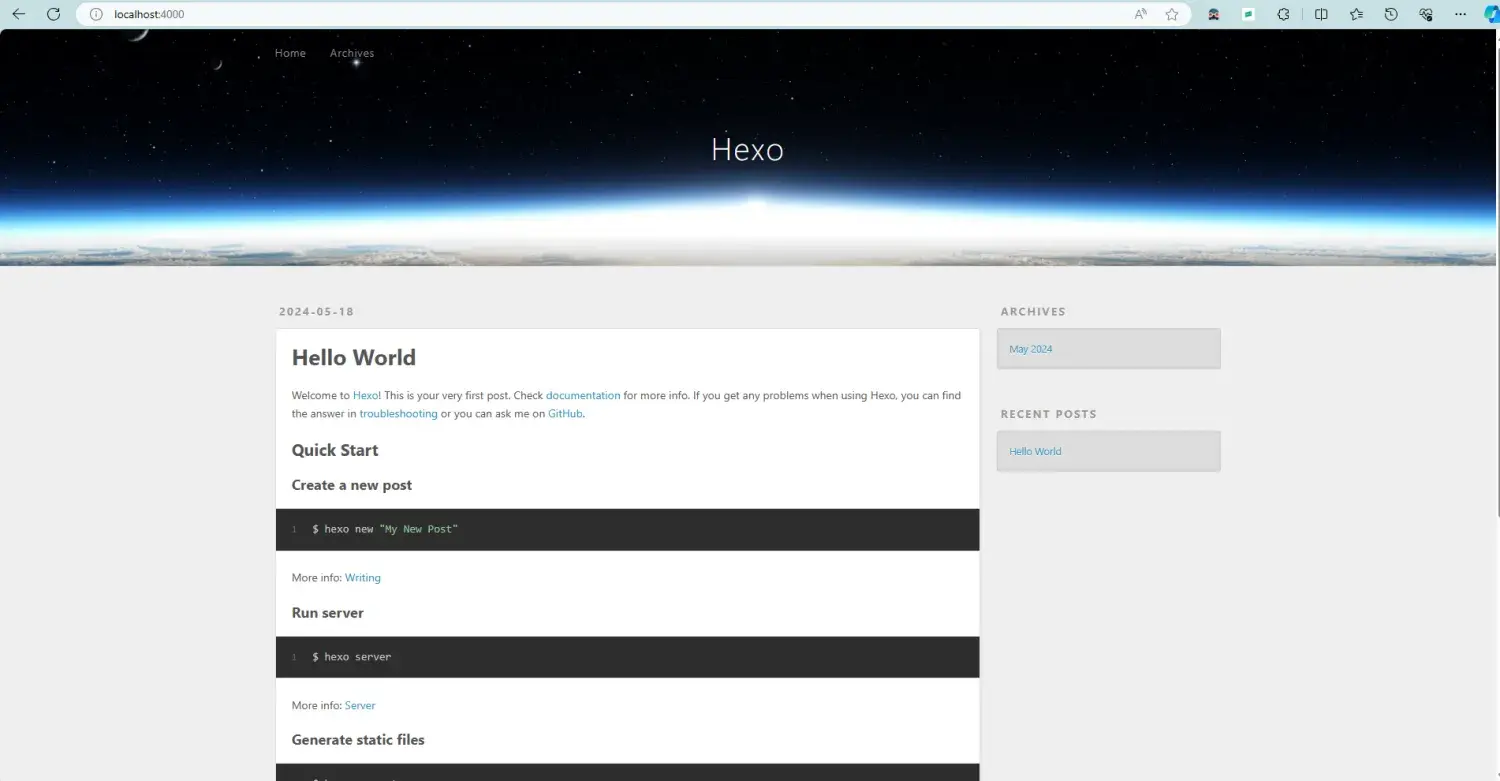 localhost:4000
Home Archives
Hexo
2024-05-18
Hello World
Welcome to Hexo! This is your very first post. Check documentation for more info. If you get any problems when using Hexo, you can find
the answer in troubleshooting or you can ask me on GitHub.
Quick Start
Create a new post
1 $ hexo new "My New Post"
More info: Writing
Run server
1 $ hexo server
More info: Server
Generate static files
ARCHIVES
May 2024
RECENT POSTS
Hello World